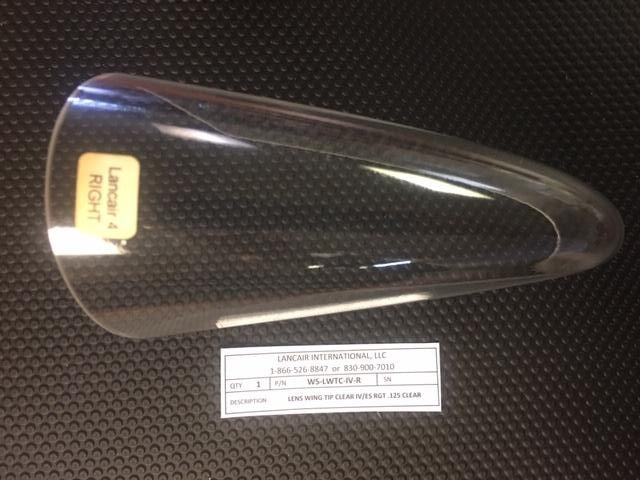 Lancair 4
RIGHT
LANCAIR INTERNATIONAL, LLC
1-866-526-8847 or 830-900-7010
QTY 1 P/N WS-LWTC-IV-R SN
DESCRIPTION LENS WING TIP CLEAR IV/ES RGT .125 CLEAR